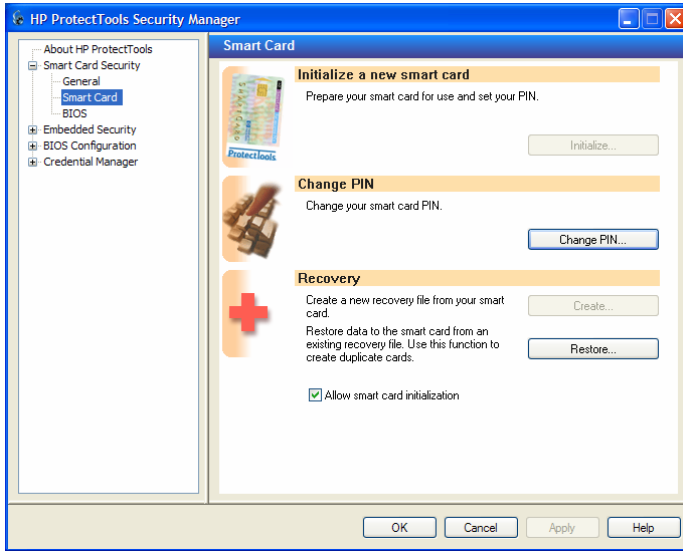 HP ProtectTools Security Manager
About HP ProtectTools
Smart Card Security
General
Smart Card
BIOS
Embedded Security
BIOS Configuration
Credential Manager
Smart Card
Initialize a new smart card
Prepare your smart card for use and set your PIN.
ProtectTools
Initialize...
Change PIN
Change your smart card PIN.
Change PIN...
Recovery
Create a new recovery file from your smart
card.
Create...
Restore data to the smart card from an
existing recovery file. Use this function to
create duplicate cards.
Restore...
Allow smart card initialization
OK
Cancel
Apply
Help